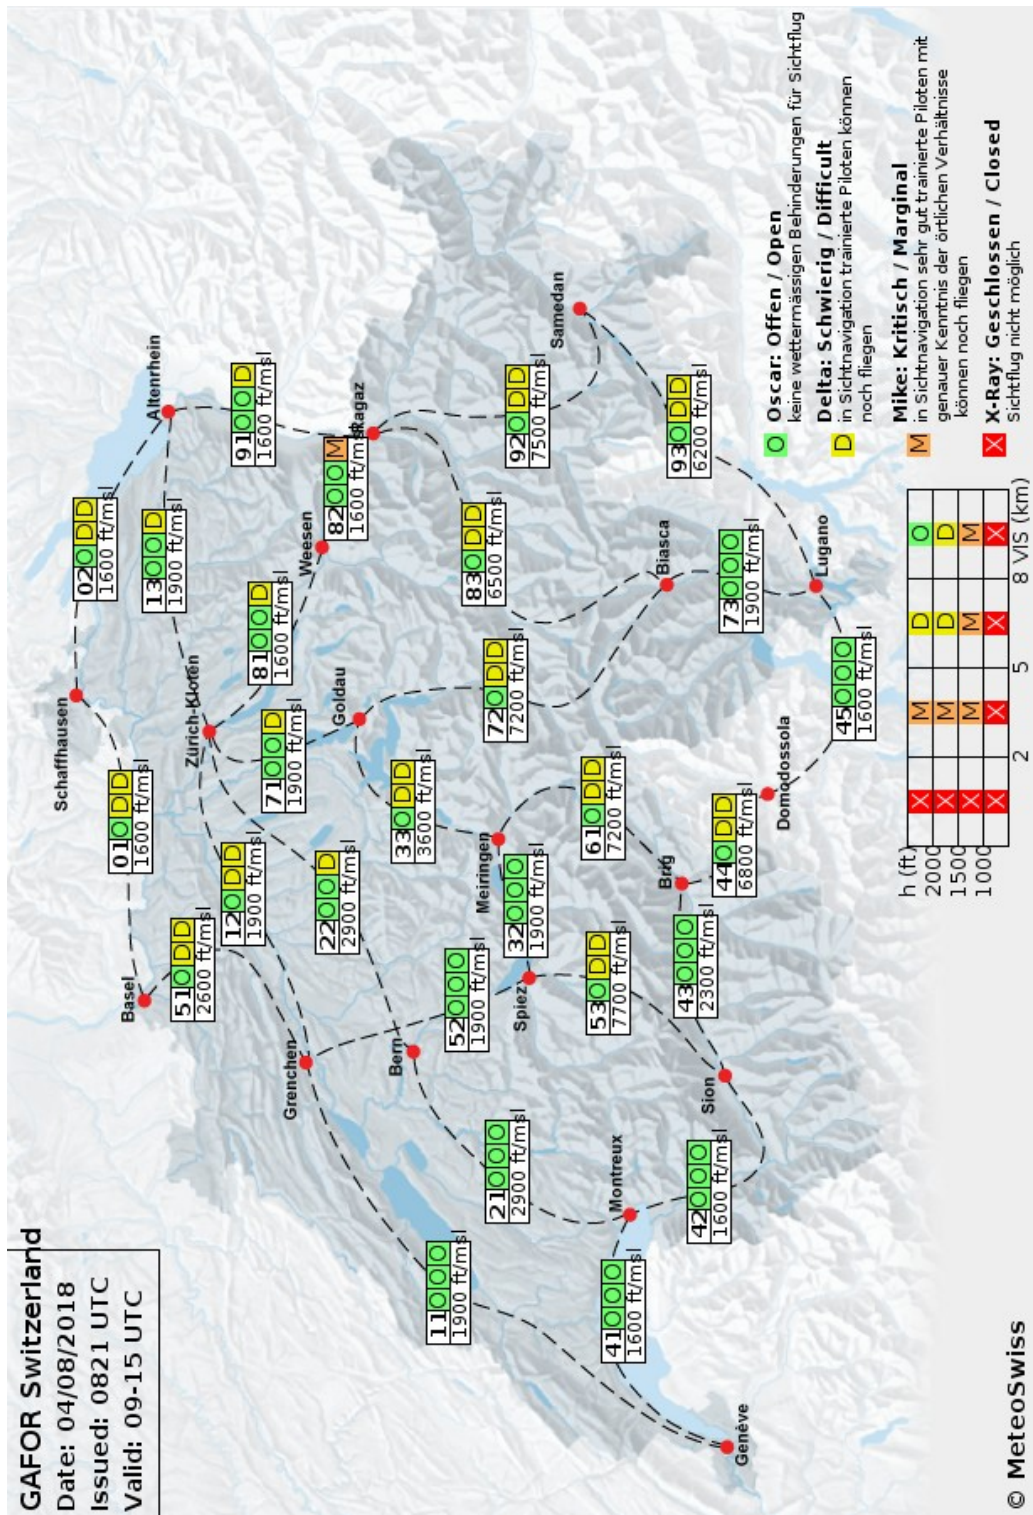 GAFOR Switzerland
Date: 04/08/2018
Issued: 0821 UTC
Valid: 09-15 UTC
Schaffhausen
Altenrhein
Basel
Zürich-Kloten
Weesen
Ragaz
Grenchen
Goldau
Bern
Meiringen
Spiez
Samedan
Biasca
Brig
Montreux
Sion
Domodossola
Lugano
Genève
01 O D D
1600 ft/msl
02 O D D
1600 ft/msl
13 O O D
1900 ft/msl
91 O O D
1600 ft/msl
51 O D D
2600 ft/msl
12 O D D
1900 ft/msl
71 O O D
1900 ft/msl
81 O O D
1600 ft/msl
82 O O M
1600 ft/msl
22 O O D
2900 ft/msl
33 O D D
3600 ft/msl
11 O O O
1900 ft/msl
21 O O O
2900 ft/msl
52 O O O
1900 ft/msl
32 O O O
1900 ft/msl
72 O D D
7200 ft/msl
83 O D D
6500 ft/msl
92 O D D
7500 ft/msl
41 O O O
1600 ft/msl
53 O D D
7700 ft/msl
61 O D D
7200 ft/msl
42 O O O
1600 ft/msl
43 O O O
2300 ft/msl
44 O D D
6800 ft/msl
73 O O O
1900 ft/msl
93 O D D
6200 ft/msl
45 O O O
1600 ft/msl
O Oscar: Offen / Open
keine wettermässigen Behinderungen für Sichtflug
D Delta: Schwierig / Difficult
in Sichtnavigation trainierte Piloten können
noch fliegen
M Mike: Kritisch / Marginal
in Sichtnavigation sehr gut trainierte Piloten mit
genauer Kenntnis der örtlichen Verhältnisse
können noch fliegen
X X-Ray: Geschlossen / Closed
Sichtflug nicht möglich
h (ft)
X M D O
2000
X M D D
1500
X M M M
1000
X X X X
2 5 8 VIS (km)
© MeteoSwiss